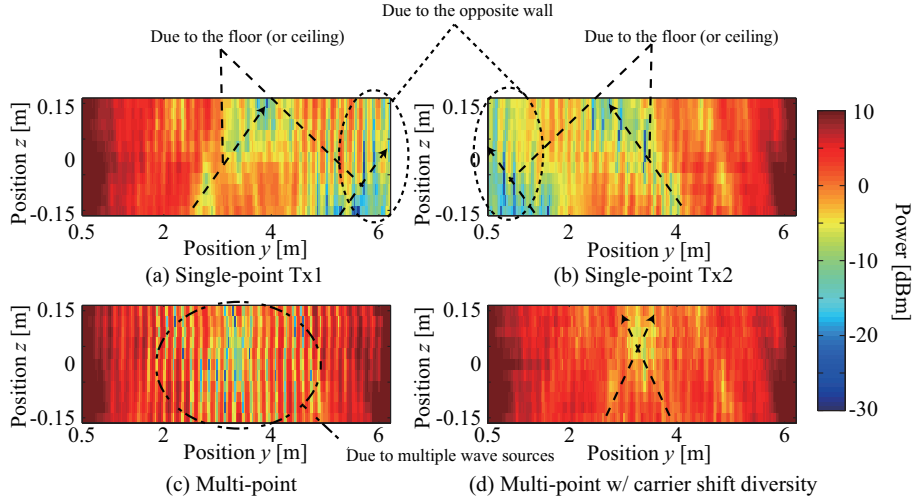 Due to the opposite wall
Due to the floor (or ceiling)
Due to the floor (or ceiling)
Position z [m]
0.15
0
-0.15
0.5
2
4
6
Position y [m]
(a) Single-point Tx1
Position z [m]
0.15
0
-0.15
0.5
2
4
6
Position y [m]
(b) Single-point Tx2
10
0
-10
-20
-30
Power [dBm]
Position z [m]
0.15
0
-0.15
0.5
2
4
6
Position y [m]
Due to multiple wave sources
(c) Multi-point
Position z [m]
0.15
0
-0.15
0.5
2
4
6
Position y [m]
(d) Multi-point w/ carrier shift diversity